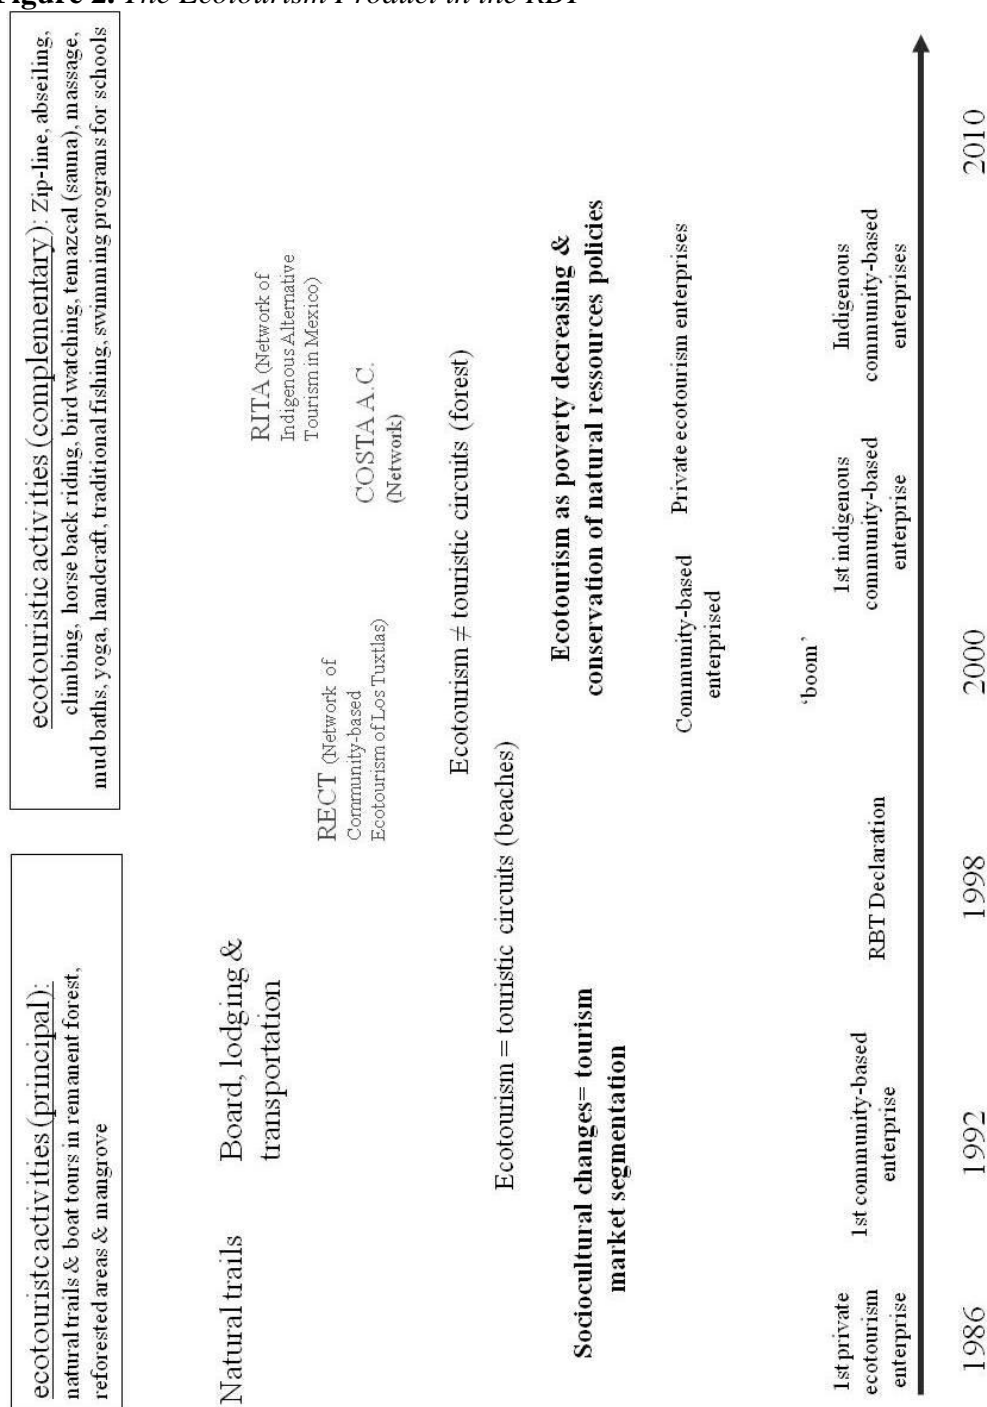 Figure 2. The Ecotourism Product in the RBT
ecotouristc activities (principal):
natural trails & boat tours in remanent forest,
reforested areas & mangrove
ecotouristic activities (complementary): Zip-line, abseiling,
climbing, horse back riding, bird watching, temazcal (sauna), massage,
mud baths, yoga, handcraft, traditional fishing, swimming programs for schools
Natural trails
Board, lodging &
transportation
RITA (Network of
Indigenous Alternative
Tourism in Mexico)
RECT (Network of
Community-based
Ecotourism of Los Tuxtlas)
COSTA A.C.
(Network)
Ecotourism ≠ touristic circuits (forest)
Ecotourism = touristic circuits (beaches)
Sociocultural changes= tourism
market segmentation
Ecotourism as poverty decreasing &
conservation of natural ressources policies
Community-based
enterprised
Private ecotourism enterprises
'boom'
1st private
ecotourism
enterprise
1st community-based
enterprise
RBT Declaration
1st indigenous
community-based
enterprise
Indigenous
community-based
enterprises
1986
1992
1998
2000
2010